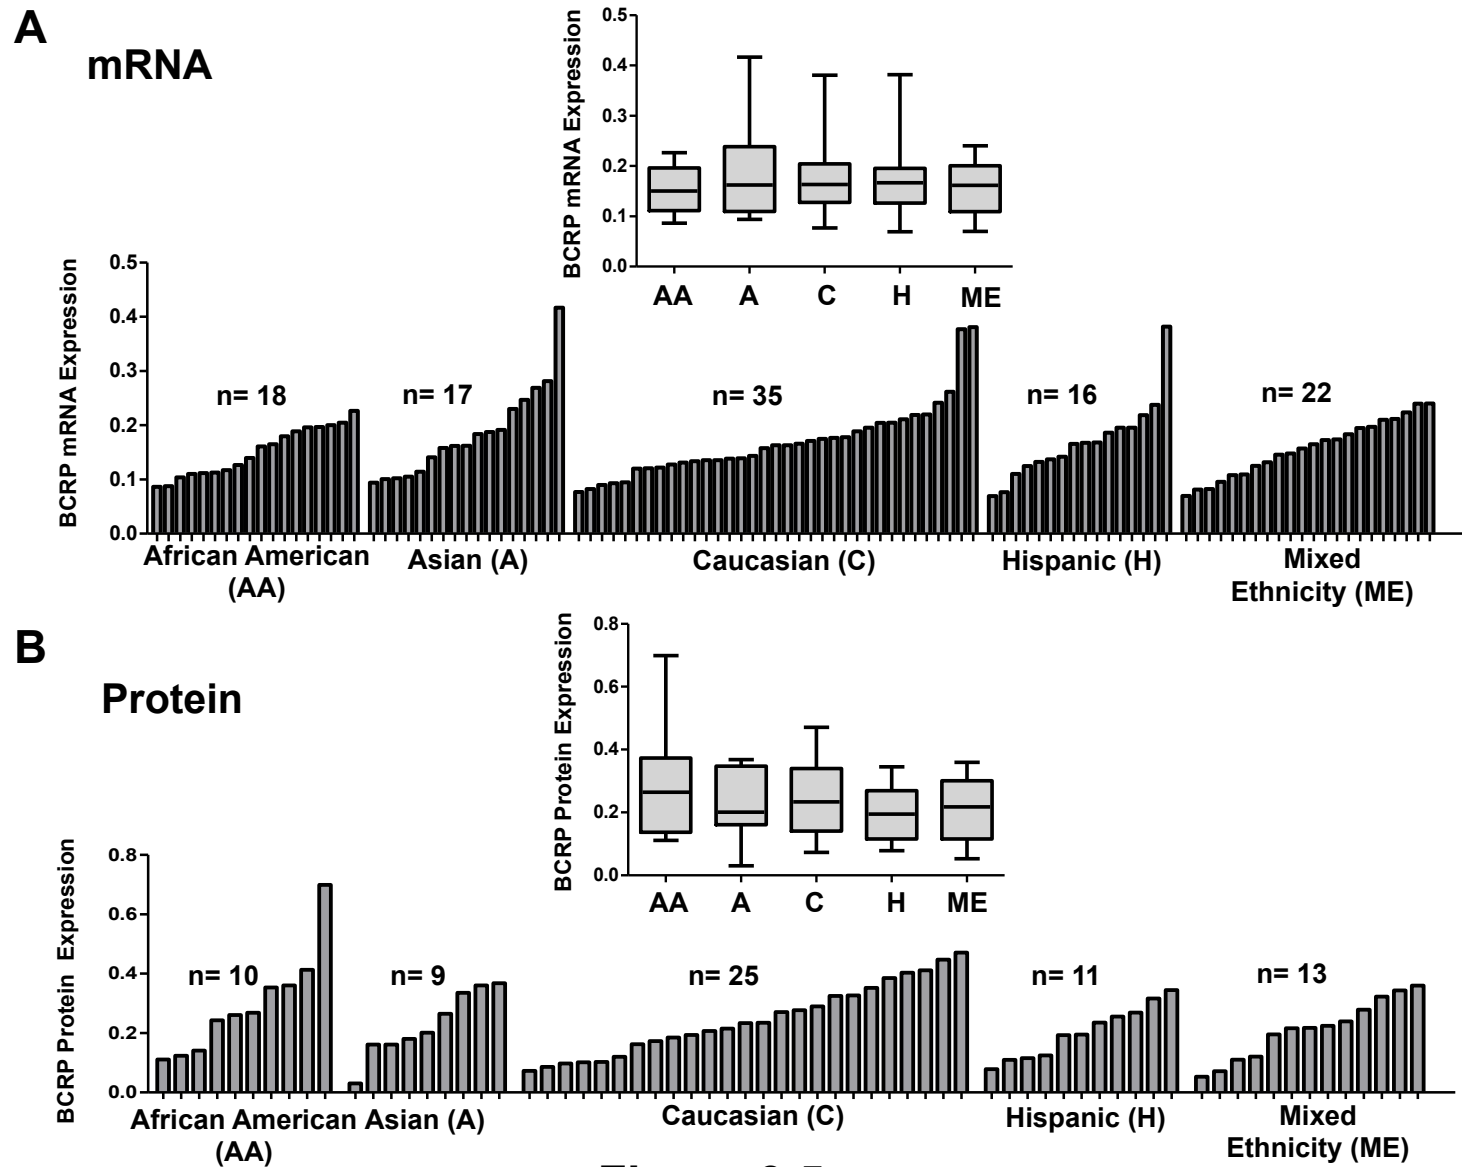 A
mRNA
BCRP mRNA Expression
0.5
0.4
0.3
0.2
0.1
0.0
AA A C H ME
BCRP mRNA Expression
0.5
0.4
0.3
0.2
0.1
0.0
n= 18 n= 17 n= 35 n= 16 n= 22
African American
(AA)
Asian (A)
Caucasian (C)
Hispanic (H)
Mixed
Ethnicity (ME)
B
Protein
BCRP Protein Expression
0.8
0.6
0.4
0.2
0.0
AA A C H ME
BCRP Protein Expression
0.8
0.6
0.4
0.2
0.0
n= 10 n= 9 n= 25 n= 11 n= 13
African American
(AA)
Asian (A)
Caucasian (C)
Hispanic (H)
Mixed
Ethnicity (ME)